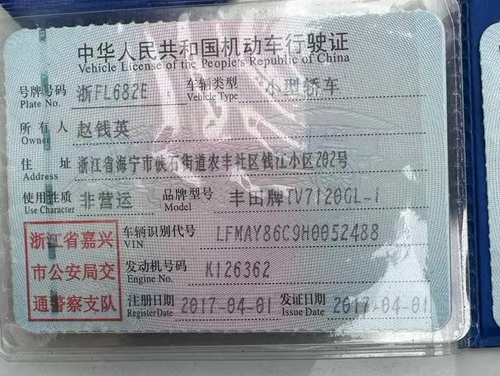 中华人民共和国机动车行驶证
Vehicle License of the People's Republic of China
号牌号码 浙FL682E 车辆类型 小型轿车
Plate No. Vehicle Type
所有人 赵钱英
Owner
住址 浙江省海宁市硖石街道农丰社区钱江小区202号
Address
使用性质 非营运 品牌型号 丰田牌TV7120GL-i
Use Character Model
浙江省嘉兴
市公安局交
通警察支队
车辆识别代号 LFMAY86C9H0052488
VIN
发动机号码 K126362
Engine No.
注册日期 2017-04-01 发证日期 2017-04-01
Register Date Issue Date